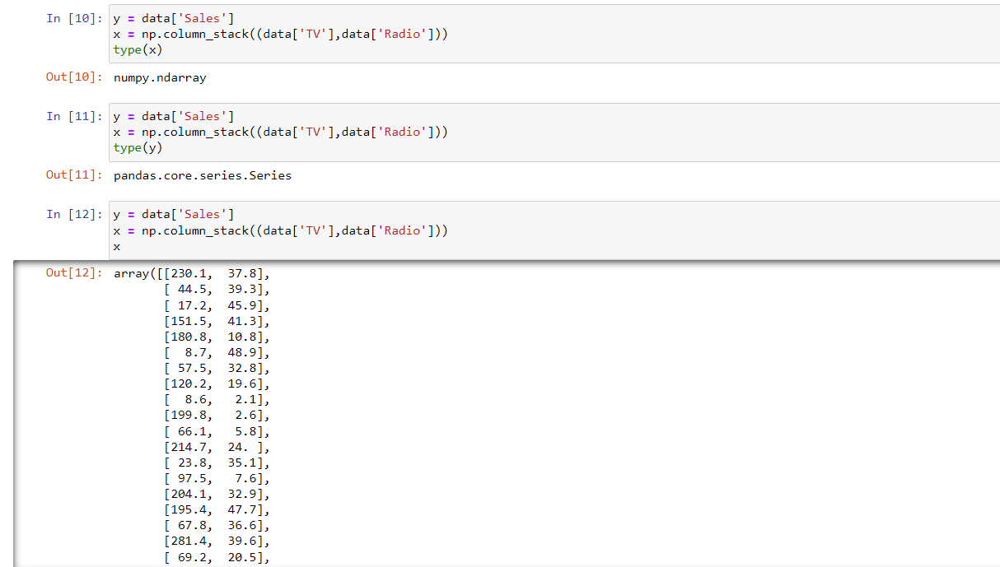 In [10]: y = data['Sales']
x = np.column_stack((data['TV'],data['Radio']))
type(x)
Out[10]: numpy.ndarray
In [11]: y = data['Sales']
x = np.column_stack((data['TV'],data['Radio']))
type(y)
Out[11]: pandas.core.series.Series
In [12]: y = data['Sales']
x = np.column_stack((data['TV'],data['Radio']))
x
Out[12]: array([[230.1,  37.8],
[ 44.5,  39.3],
[ 17.2,  45.9],
[151.5,  41.3],
[180.8,  10.8],
[  8.7,  48.9],
[ 57.5,  32.8],
[120.2,  19.6],
[  8.6,   2.1],
[199.8,   2.6],
[ 66.1,   5.8],
[214.7,  24. ],
[ 23.8,  35.1],
[ 97.5,   7.6],
[204.1,  32.9],
[195.4,  47.7],
[ 67.8,  36.6],
[281.4,  39.6],
[ 69.2,  20.5],